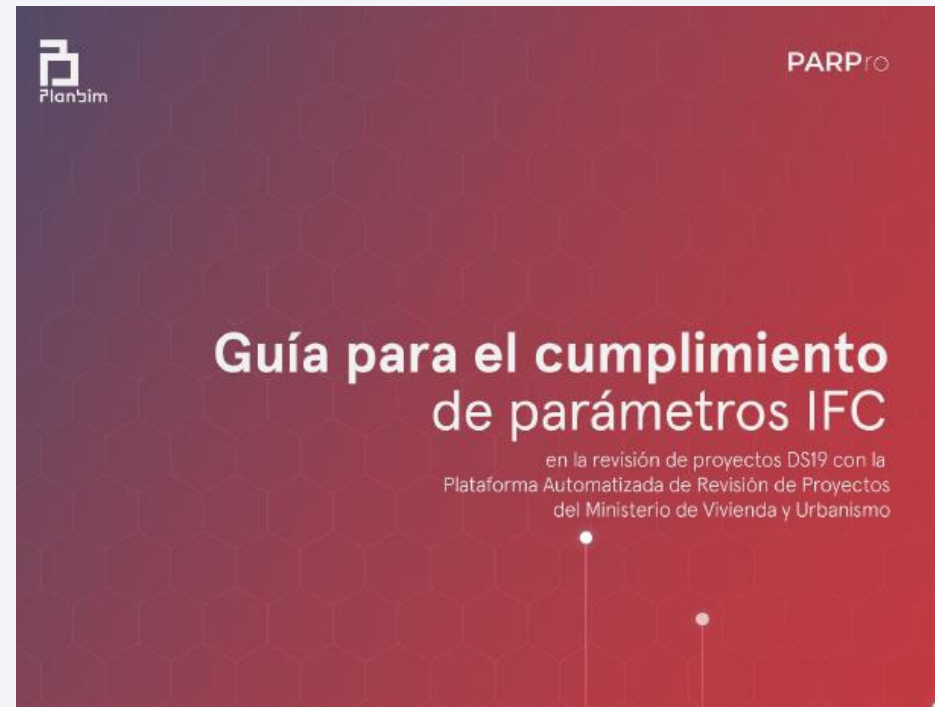 Planbim
PARPro
Guía para el cumplimiento
de parámetros IFC
en la revisión de proyectos DS19 con la
Plataforma Automatizada de Revisión de Proyectos
del Ministerio de Vivienda y Urbanismo